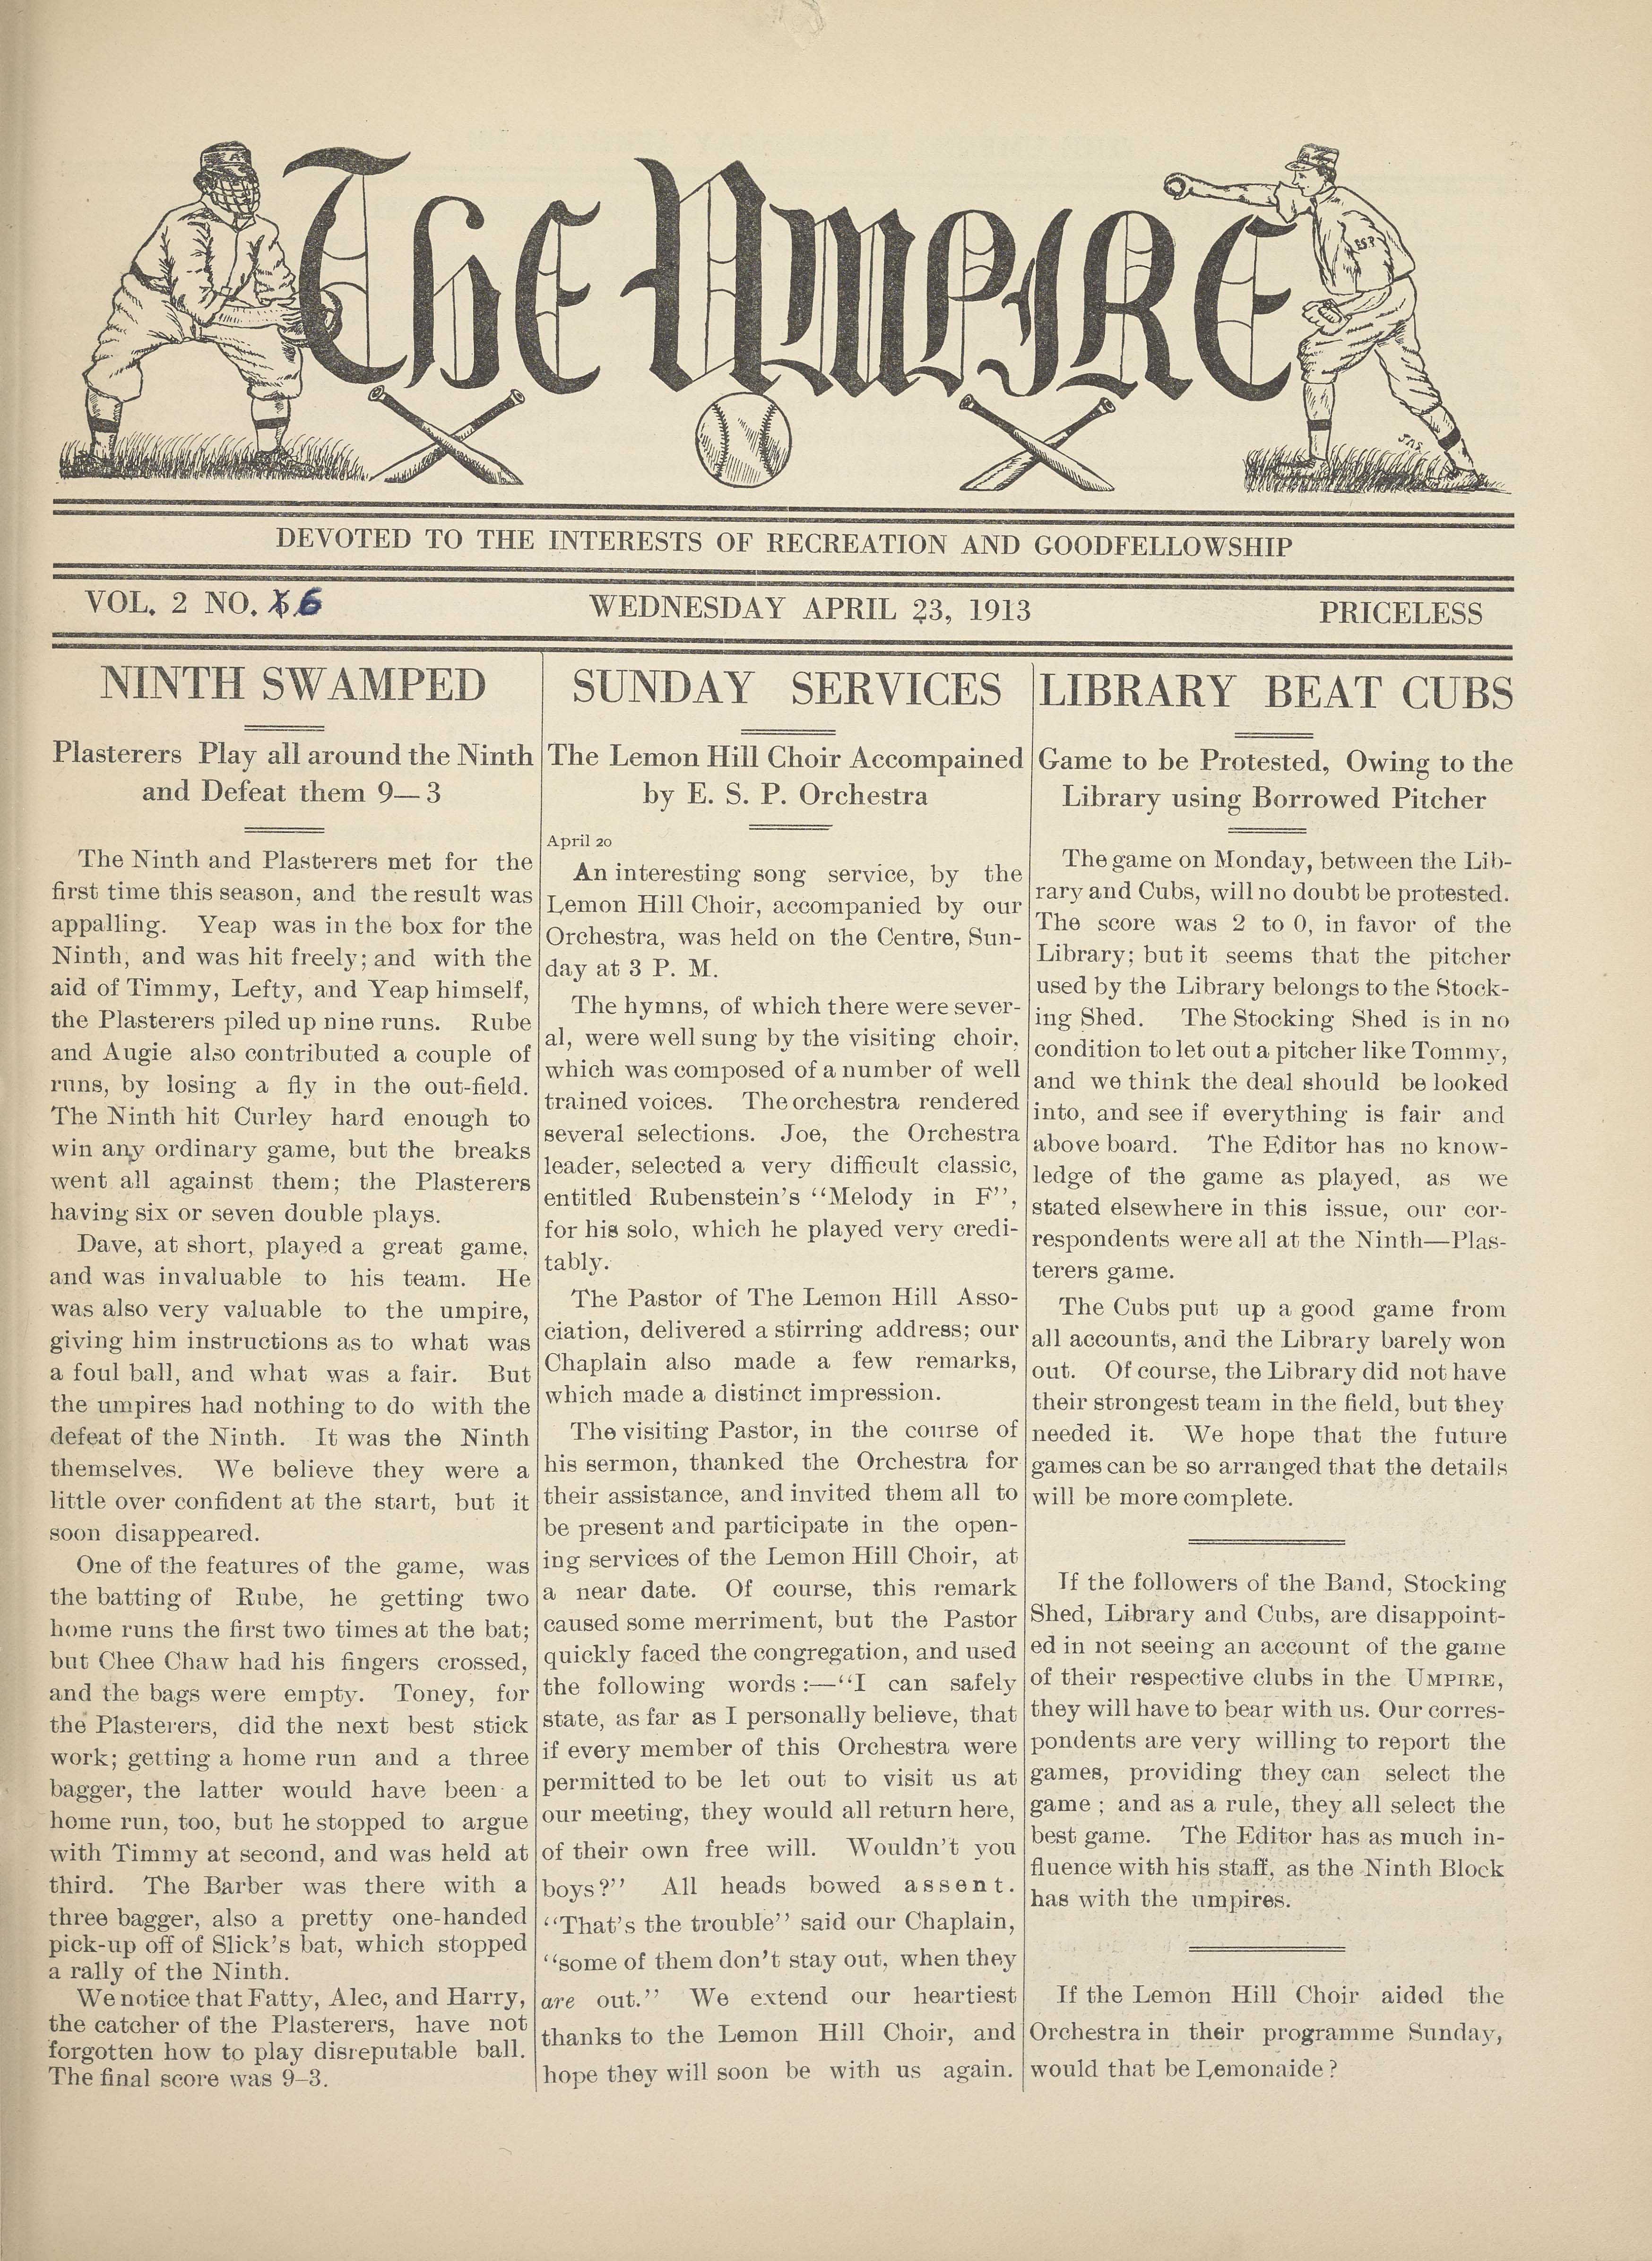 The Umpire
E.S.P.
DEVOTED TO THE INTERESTS OF RECREATION AND GOODFELLOWSHIP
VOL. 2 NO. 6
WEDNESDAY APRIL 23, 1913
PRICELESS
NINTH SWAMPED
Plasterers Play all around the Ninth
and Defeat them 9—3
The Ninth and Plasterers met for the
first time this season, and the result was
appalling. Yeap was in the box for the
Ninth, and was hit freely; and with the
aid of Timmy, Lefty, and Yeap himself,
the Plasterers piled up nine runs. Rube
and Augie also contributed a couple of
runs, by losing a fly in the out-field.
The Ninth hit Curley hard enough to
win any ordinary game, but the breaks
went all against them; the Plasterers
having six or seven double plays.
Dave, at short, played a great game,
and was invaluable to his team. He
was also very valuable to the umpire,
giving him instructions as to what was
a foul ball, and what was a fair. But
the umpires had nothing to do with the
defeat of the Ninth. It was the Ninth
themselves. We believe they were a
little over confident at the start, but it
soon disappeared.
One of the features of the game, was
the batting of Rube, he getting two
home runs the first two times at the bat;
but Chee Chaw had his fingers crossed,
and the bags were empty. Toney, for
the Plasterers, did the next best stick
work; getting a home run and a three
bagger, the latter would have been a
home run, too, but he stopped to argue
with Timmy at second, and was held at
third. The Barber was there with a
three bagger, also a pretty one-handed
pick-up off of Slick's bat, which stopped
a rally of the Ninth.
We notice that Fatty, Alec, and Harry,
the catcher of the Plasterers, have not
forgotten how to play disreputable ball.
The final score was 9–3.
SUNDAY SERVICES
The Lemon Hill Choir Accompained
by E. S. P. Orchestra
April 20
An interesting song service, by the
Lemon Hill Choir, accompanied by our
Orchestra, was held on the Centre, Sun-
day at 3 P. M.
The hymns, of which there were sever-
al, were well sung by the visiting choir,
which was composed of a number of well
trained voices. The orchestra rendered
several selections. Joe, the Orchestra
leader, selected a very difficult classic,
entitled Rubenstein's "Melody in F",
for his solo, which he played very credi-
tably.
The Pastor of The Lemon Hill Asso-
ciation, delivered a stirring address; our
Chaplain also made a few remarks,
which made a distinct impression.
The visiting Pastor, in the course of
his sermon, thanked the Orchestra for
their assistance, and invited them all to
be present and participate in the open-
ing services of the Lemon Hill Choir, at
a near date. Of course, this remark
caused some merriment, but the Pastor
quickly faced the congregation, and used
the following words:—"I can safely
state, as far as I personally believe, that
if every member of this Orchestra were
permitted to be let out to visit us at
our meeting, they would all return here,
of their own free will. Wouldn't you
boys?" All heads bowed assent.
"That's the trouble" said our Chaplain,
"some of them don't stay out, when they
are out." We extend our heartiest
thanks to the Lemon Hill Choir, and
hope they will soon be with us again.
LIBRARY BEAT CUBS
Game to be Protested, Owing to the
Library using Borrowed Pitcher
The game on Monday, between the Lib-
rary and Cubs, will no doubt be protested.
The score was 2 to 0, in favor of the
Library; but it seems that the pitcher
used by the Library belongs to the Stock-
ing Shed. The Stocking Shed is in no
condition to let out a pitcher like Tommy,
and we think the deal should be looked
into, and see if everything is fair and
above board. The Editor has no know-
ledge of the game as played, as we
stated elsewhere in this issue, our cor-
respondents were all at the Ninth—Plas-
terers game.
The Cubs put up a good game from
all accounts, and the Library barely won
out. Of course, the Library did not have
their strongest team in the field, but they
needed it. We hope that the future
games can be so arranged that the details
will be more complete.
If the followers of the Band, Stocking
Shed, Library and Cubs, are disappoint-
ed in not seeing an account of the game
of their respective clubs in the UMPIRE,
they will have to bear with us. Our corres-
pondents are very willing to report the
games, providing they can select the
game; and as a rule, they all select the
best game. The Editor has as much in-
fluence with his staff, as the Ninth Block
has with the umpires.
If the Lemon Hill Choir aided the
Orchestra in their programme Sunday,
would that be Lemonaide?